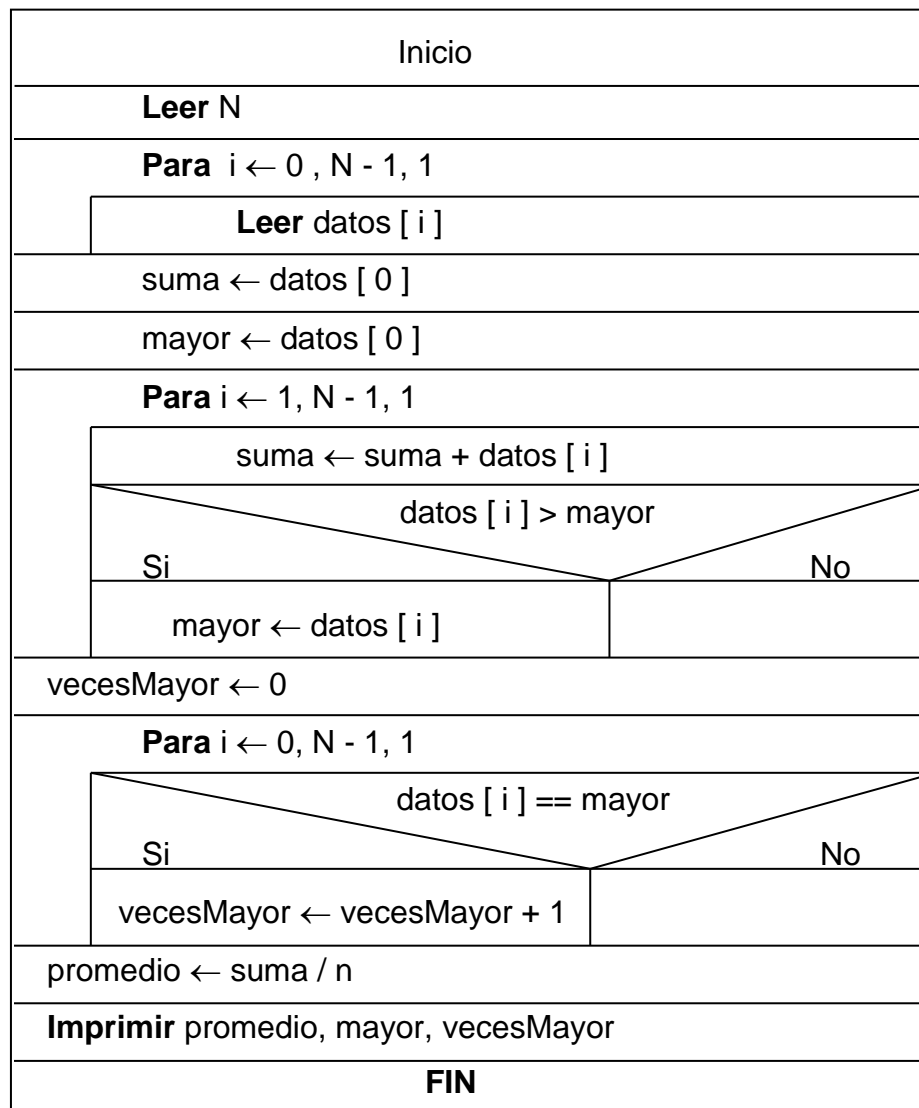 Inicio
Leer N
Para i ← 0 , N - 1, 1
Leer datos [ i ]
suma ← datos [ 0 ]
mayor ← datos [ 0 ]
Para i ← 1, N - 1, 1
suma ← suma + datos [ i ]
datos [ i ] > mayor
Si No
mayor ← datos [ i ]
vecesMayor ← 0
Para i ← 0, N - 1, 1
datos [ i ] == mayor
Si No
vecesMayor ← vecesMayor + 1
promedio ← suma / n
Imprimir promedio, mayor, vecesMayor
FIN